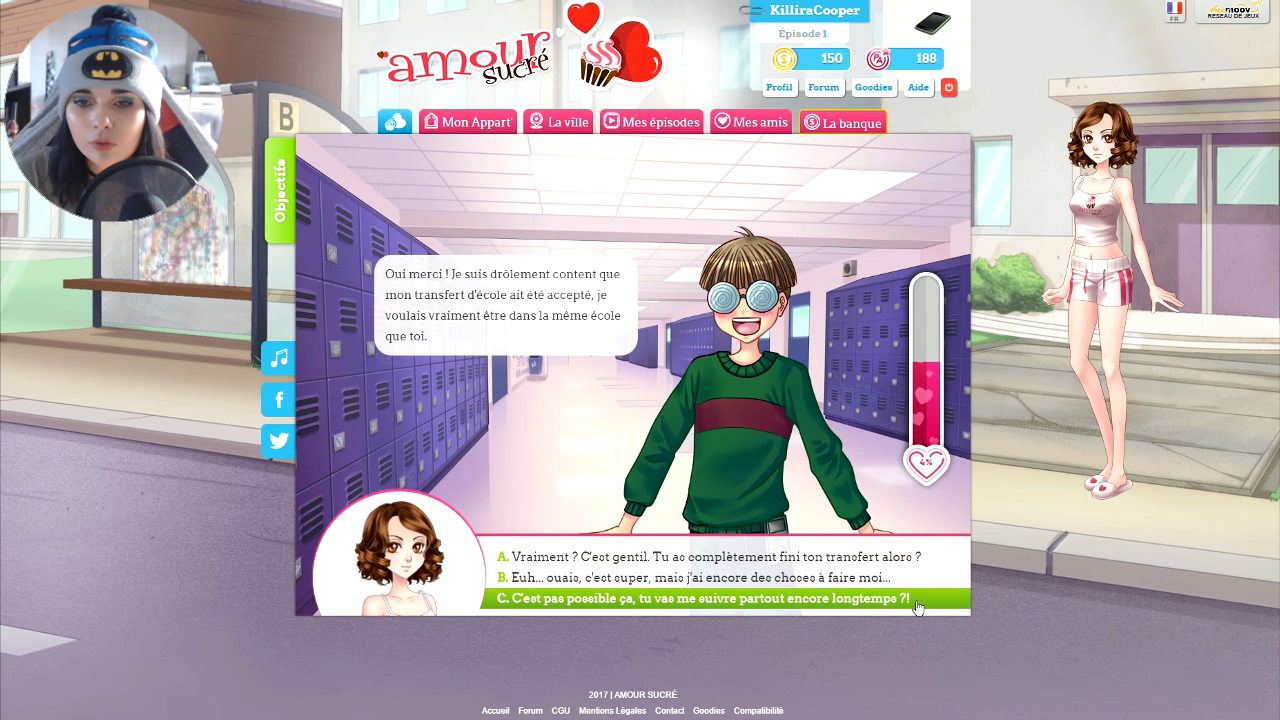 KilliraCooper
Épisode 1
150
188
FR
beemoov
RESEAU DE JEUX
amour
sucré
Profil
Forum
Goodies
Aide
B
Mon Appart'
La ville
Mes épisodes
Mes amis
La banque
Objectifs
Oui merci ! Je suis drôlement content que
mon transfert d'école ait été accepté, je
voulais vraiment être dans la même école
que toi.
4%
A. Vraiment ? C'est gentil. Tu as complètement fini ton transfert alors ?
B. Euh... ouais, c'est super, mais j'ai encore des choses à faire moi...
C. C'est pas possible ça, tu vas me suivre partout encore longtemps ?!
2017 | AMOUR SUCRÉ
Accueil Forum CGU Mentions Légales Contact Goodies Compatibilité